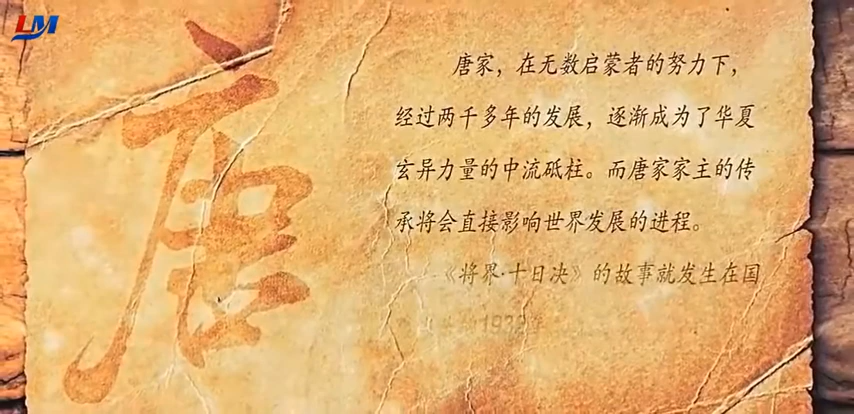 LM
唐
唐家，在无数启蒙者的努力下，
经过两千多年的发展，逐渐成为了华夏
玄异力量的中流砥柱。而唐家家主的传
承将会直接影响世界发展的进程。
《将界·十日决》的故事就发生在国